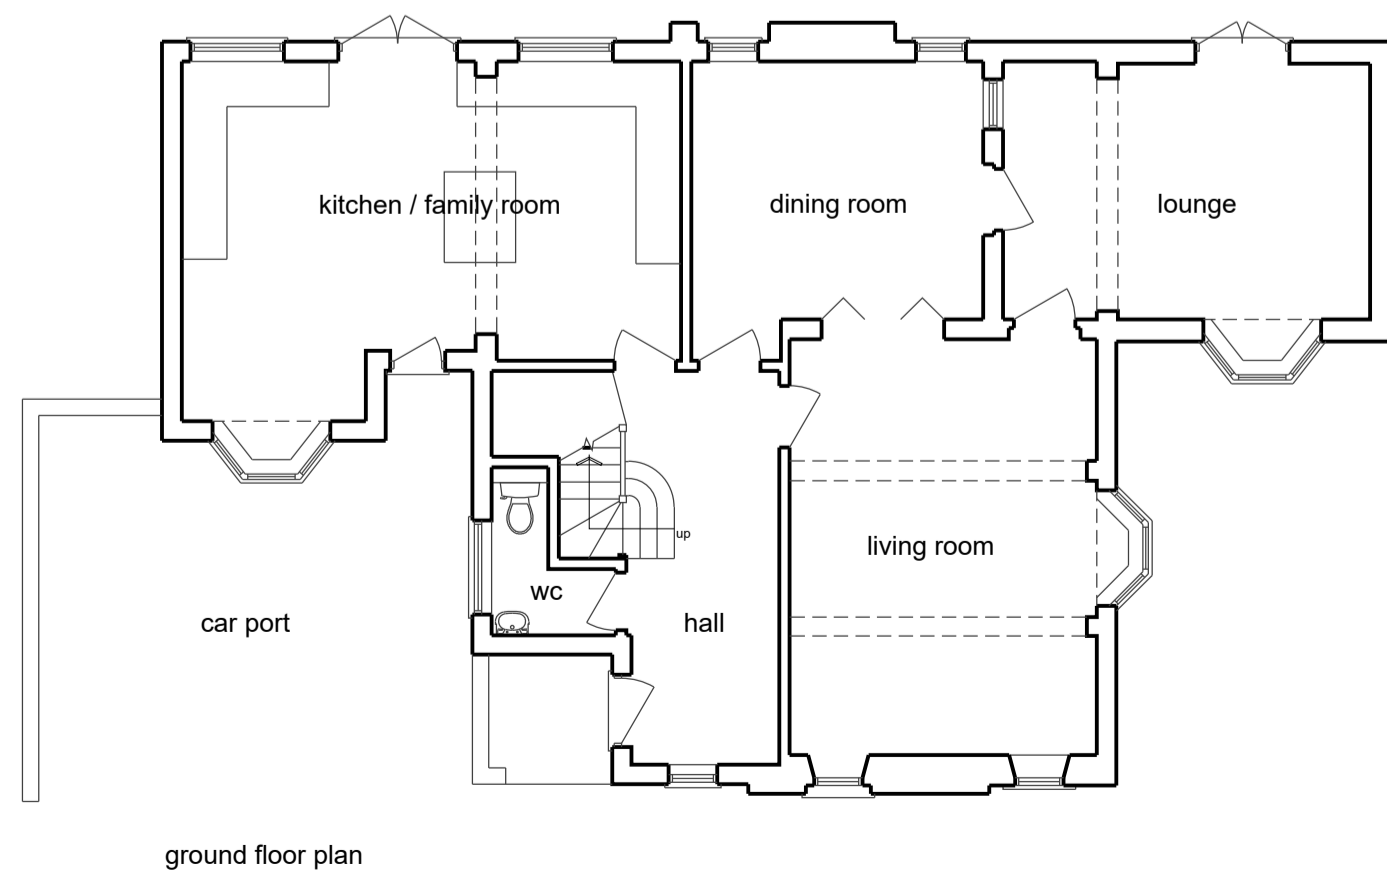 kitchen / family room
dining room
lounge
up
living room
wc
car port
hall
ground floor plan